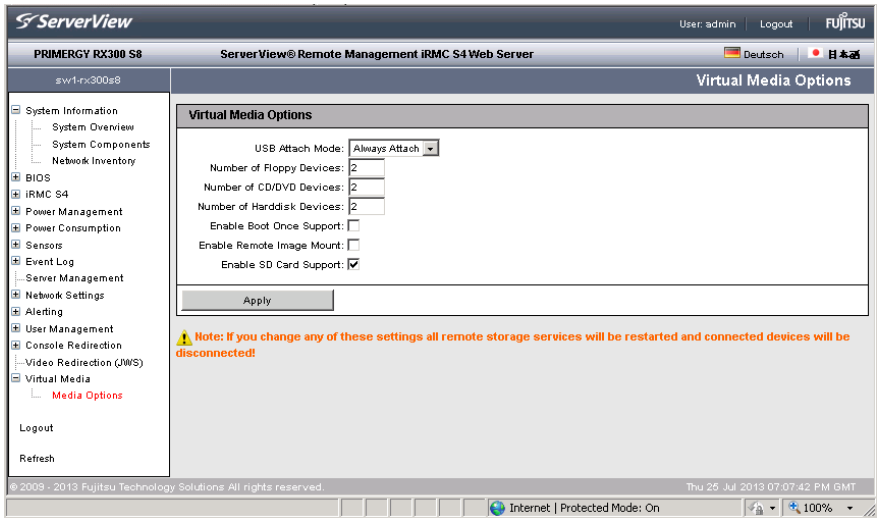 ServerView
User: admin Logout FUJITSU
PRIMERGY RX300 S8 ServerView® Remote Management iRMC S4 Web Server Deutsch 日本語
sw1-rx300s8 Virtual Media Options
System Information
System Overview
System Components
Network Inventory
BIOS
iRMC S4
Power Management
Power Consumption
Sensors
Event Log
Server Management
Network Settings
Alerting
User Management
Console Redirection
Video Redirection (JWS)
Virtual Media
Media Options
Logout
Refresh
Virtual Media Options
USB Attach Mode: Always Attach
Number of Floppy Devices: 2
Number of CD/DVD Devices: 2
Number of Harddisk Devices: 2
Enable Boot Once Support:
Enable Remote Image Mount:
Enable SD Card Support:
Apply
Note: If you change any of these settings all remote storage services will be restarted and connected devices will be
disconnected!
© 2009 - 2013 Fujitsu Technology Solutions All rights reserved. Thu 25 Jul 2013 07:07:42 PM GMT
Internet | Protected Mode: On 100%